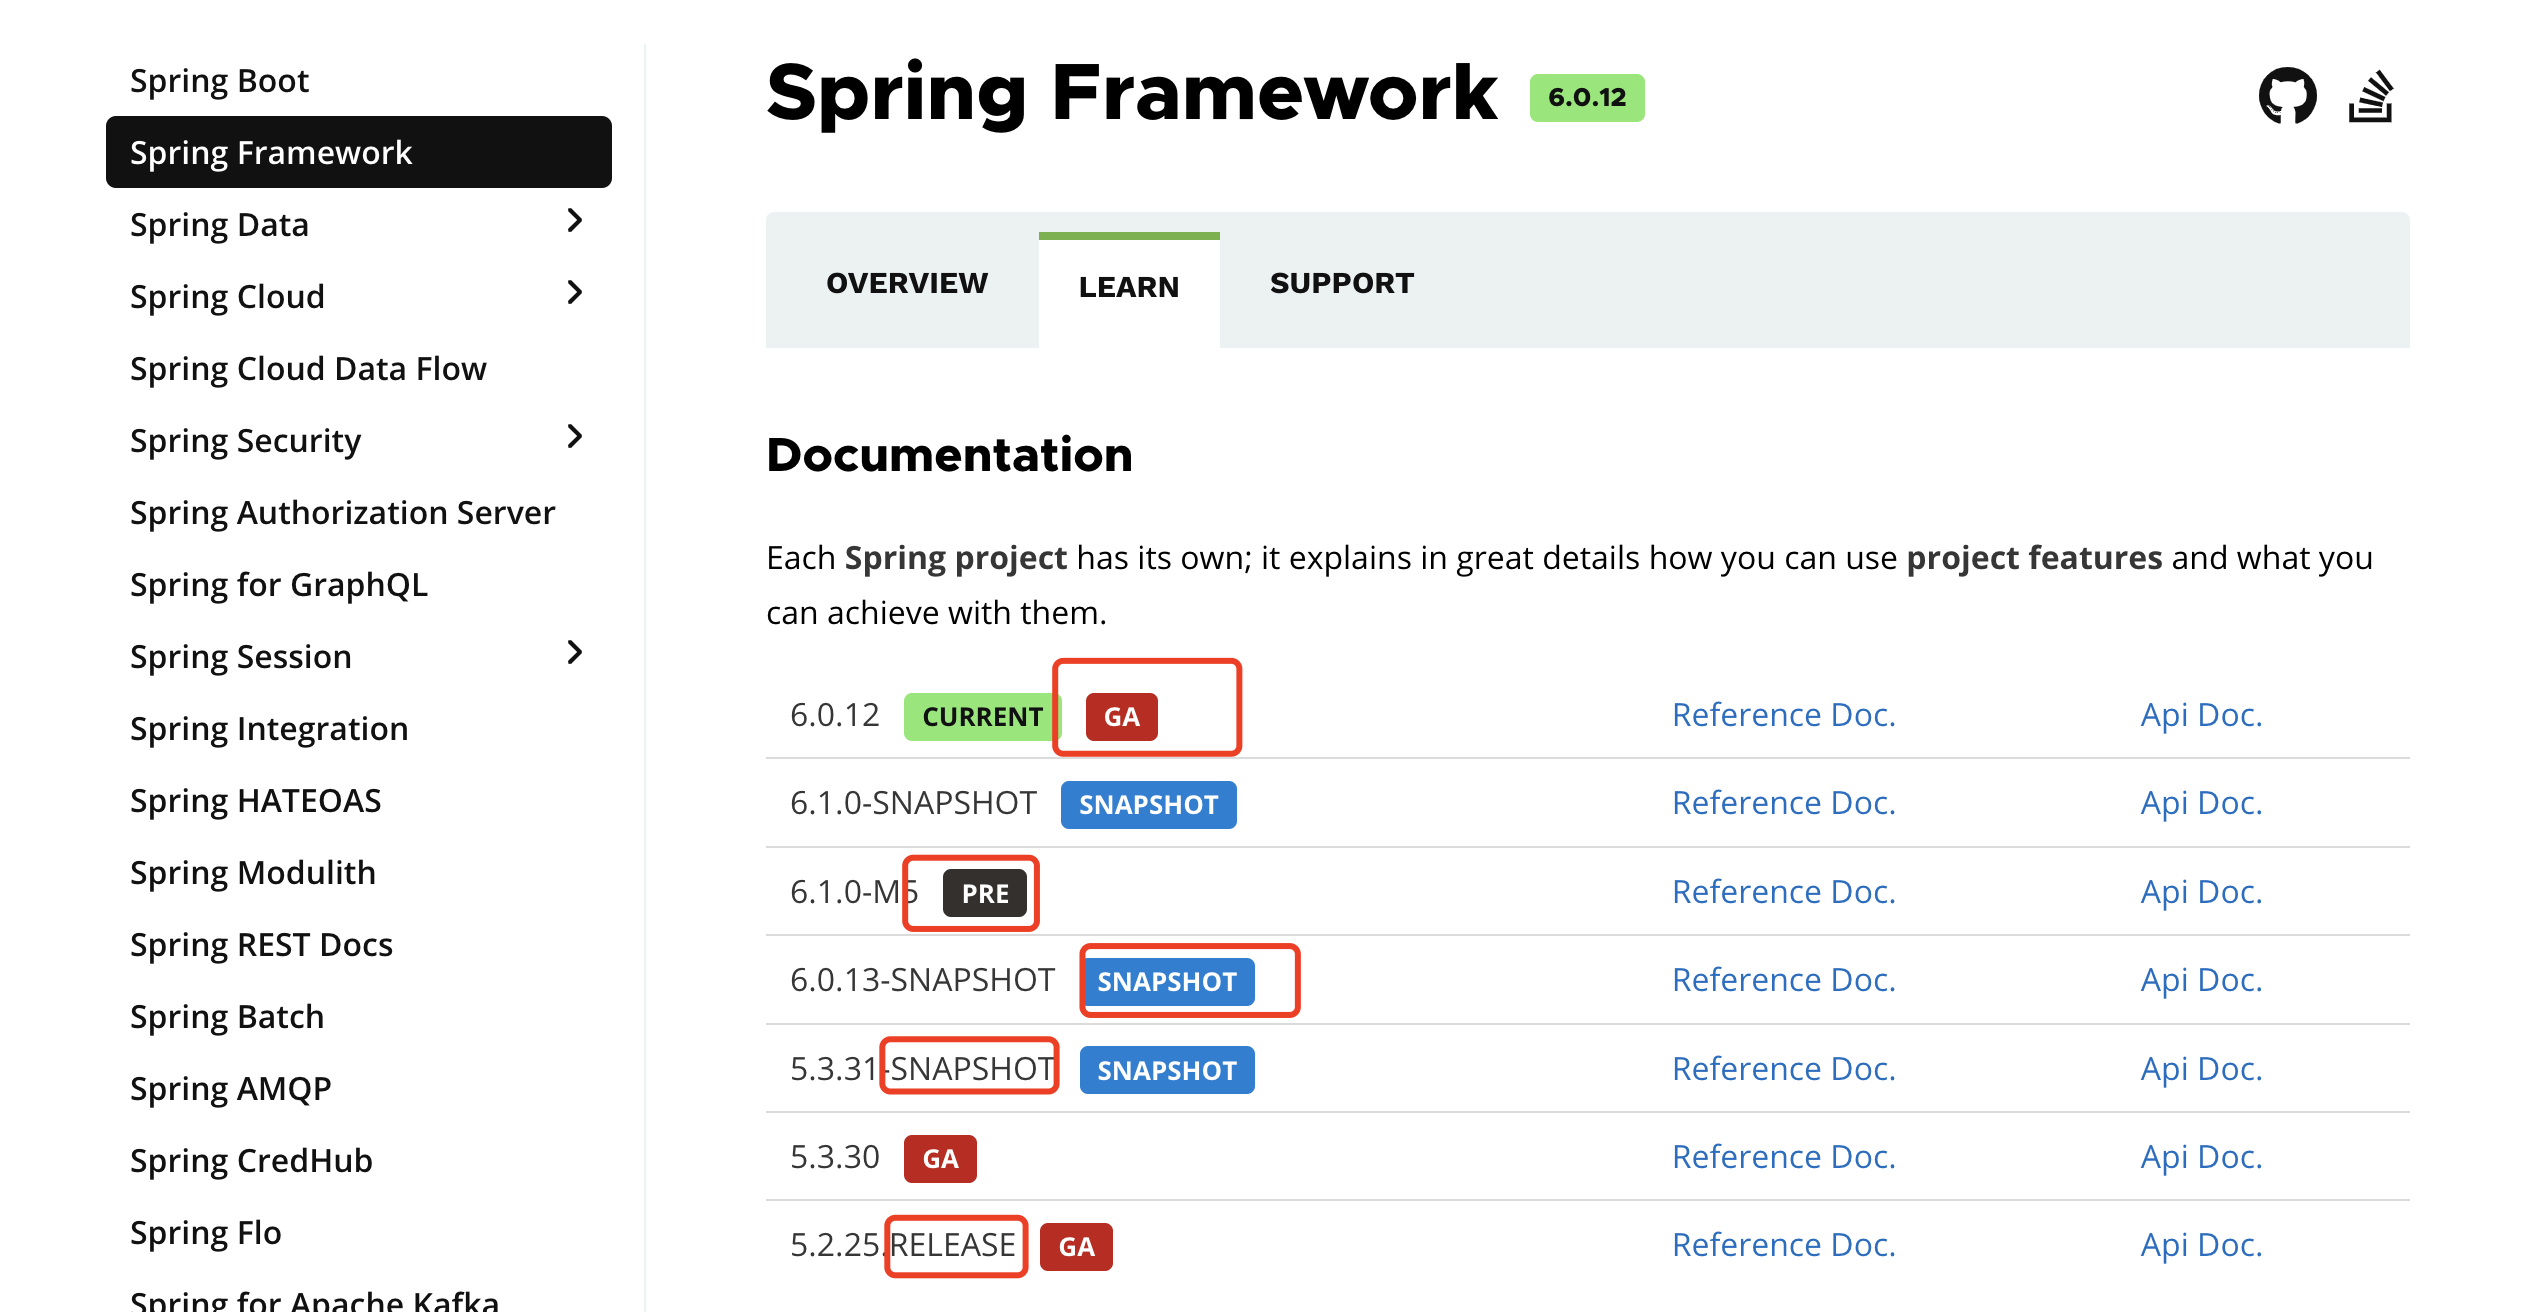 Spring Boot
Spring Framework
Spring Data
Spring Cloud
Spring Cloud Data Flow
Spring Security
Spring Authorization Server
Spring for GraphQL
Spring Session
Spring Integration
Spring HATEOAS
Spring Modulith
Spring REST Docs
Spring Batch
Spring AMQP
Spring CredHub
Spring Flo
Spring for Apache Kafka
Spring Framework 6.0.12
OVERVIEW LEARN SUPPORT
Documentation
Each Spring project has its own; it explains in great details how you can use project features and what you
can achieve with them.
6.0.12 CURRENT GA Reference Doc. Api Doc.
6.1.0-SNAPSHOT SNAPSHOT Reference Doc. Api Doc.
6.1.0-M5 PRE Reference Doc. Api Doc.
6.0.13-SNAPSHOT SNAPSHOT Reference Doc. Api Doc.
5.3.31-SNAPSHOT SNAPSHOT Reference Doc. Api Doc.
5.3.30 GA Reference Doc. Api Doc.
5.2.25.RELEASE GA Reference Doc. Api Doc.